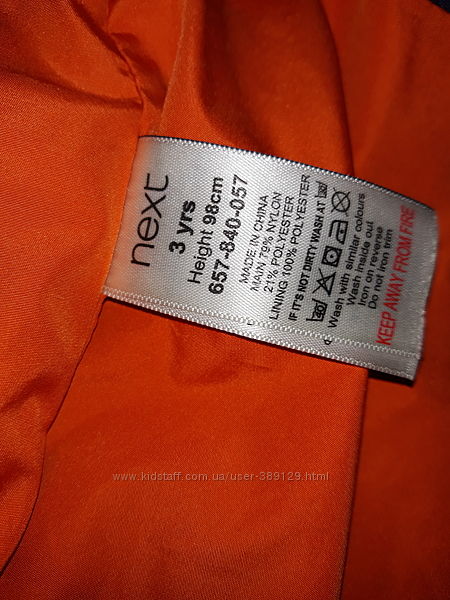 next
3 yrs
Height 98cm
657-840-057
MADE IN CHINA
MAIN 79% NYLON
21% POLYESTER
LINING 100% POLYESTER
IF IT'S NOT DIRTY WASH AT 30
Wash with similar colours
Wash inside out
Iron on reverse
Do not iron trim
KEEP AWAY FROM FIRE
www.kidstaff.com.ua/user-389129.html